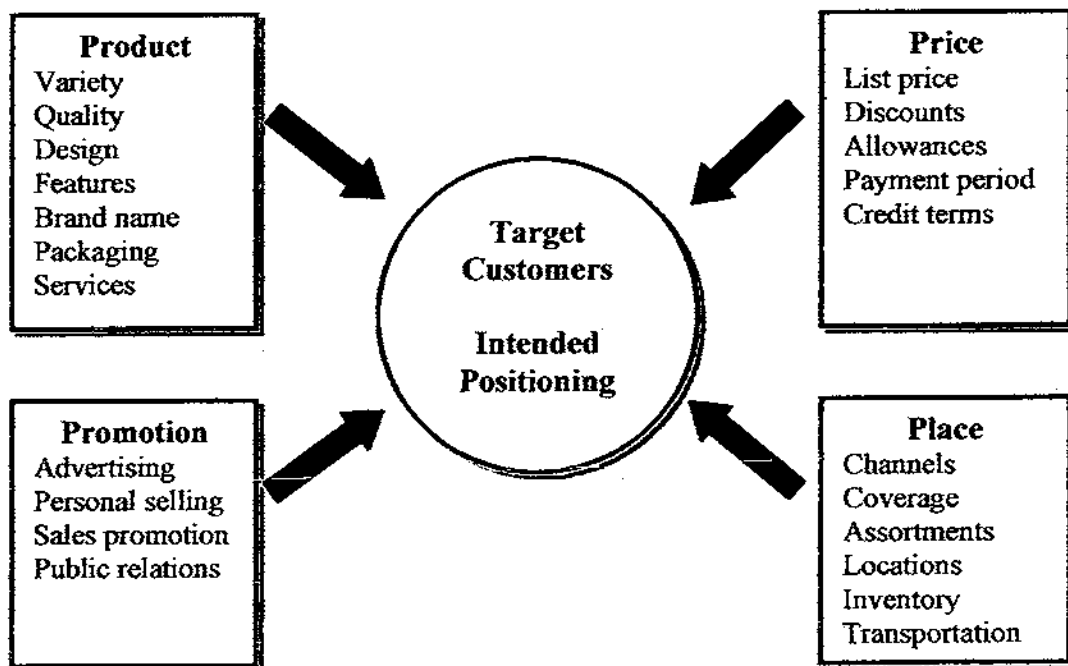 Product
Variety
Quality
Design
Features
Brand name
Packaging
Services
Price
List price
Discounts
Allowances
Payment period
Credit terms
Target
Customers
Intended
Positioning
Promotion
Advertising
Personal selling
Sales promotion
Public relations
Place
Channels
Coverage
Assortments
Locations
Inventory
Transportation